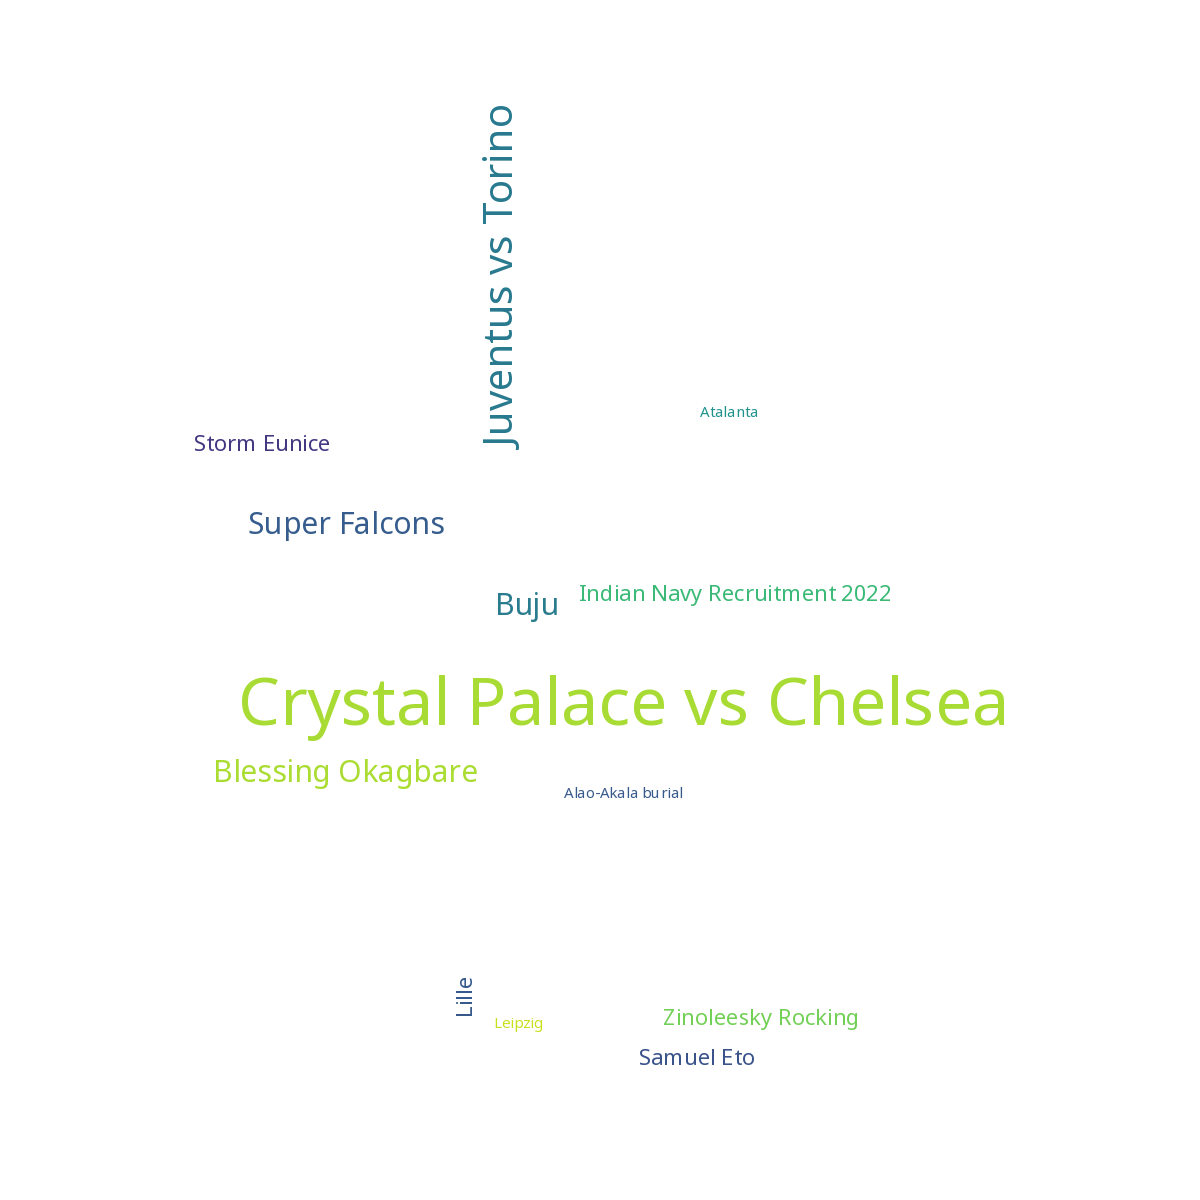 Juventus vs Torino
Atalanta
Storm Eunice
Super Falcons
Indian Navy Recruitment 2022
Buju
Crystal Palace vs Chelsea
Blessing Okagbare
Alao-Akala burial
Lille
Leipzig
Zinoleesky Rocking
Samuel Eto